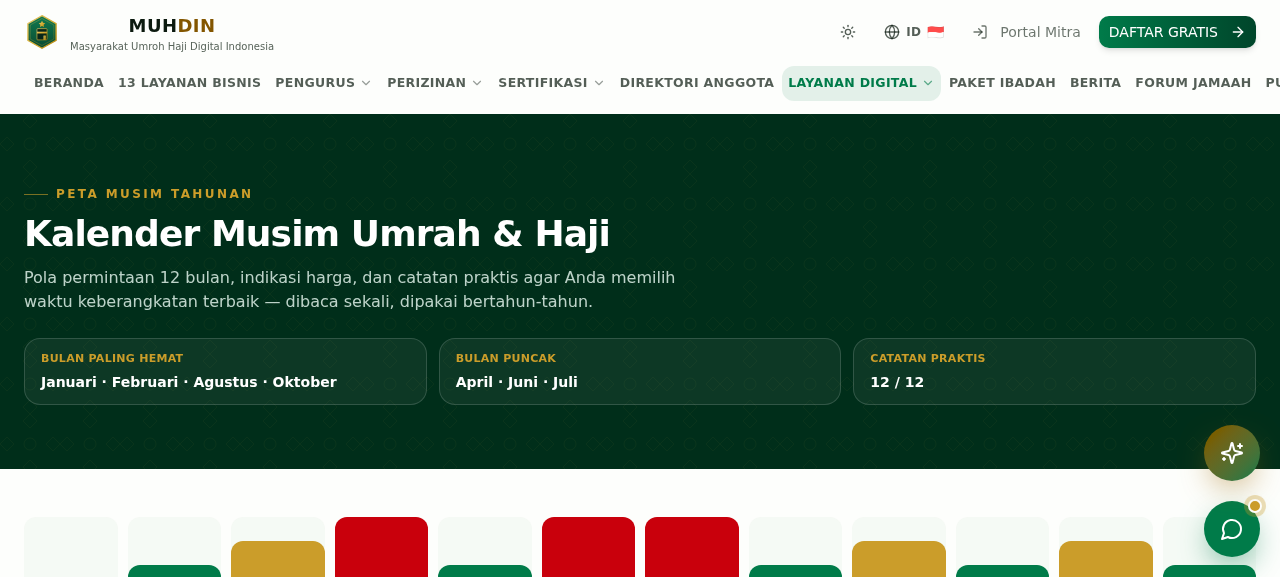 MUHDIN
Masyarakat Umroh Haji Digital Indonesia
ID
Portal Mitra
DAFTAR GRATIS
BERANDA
13 LAYANAN BISNIS
PENGURUS
PERIZINAN
SERTIFIKASI
DIREKTORI ANGGOTA
LAYANAN DIGITAL
PAKET IBADAH
BERITA
FORUM JAMAAH
PETA MUSIM TAHUNAN
Kalender Musim Umrah & Haji
Pola permintaan 12 bulan, indikasi harga, dan catatan praktis agar Anda memilih
waktu keberangkatan terbaik — dibaca sekali, dipakai bertahun-tahun.
BULAN PALING HEMAT
Januari · Februari · Agustus · Oktober
BULAN PUNCAK
April · Juni · Juli
CATATAN PRAKTIS
12 / 12